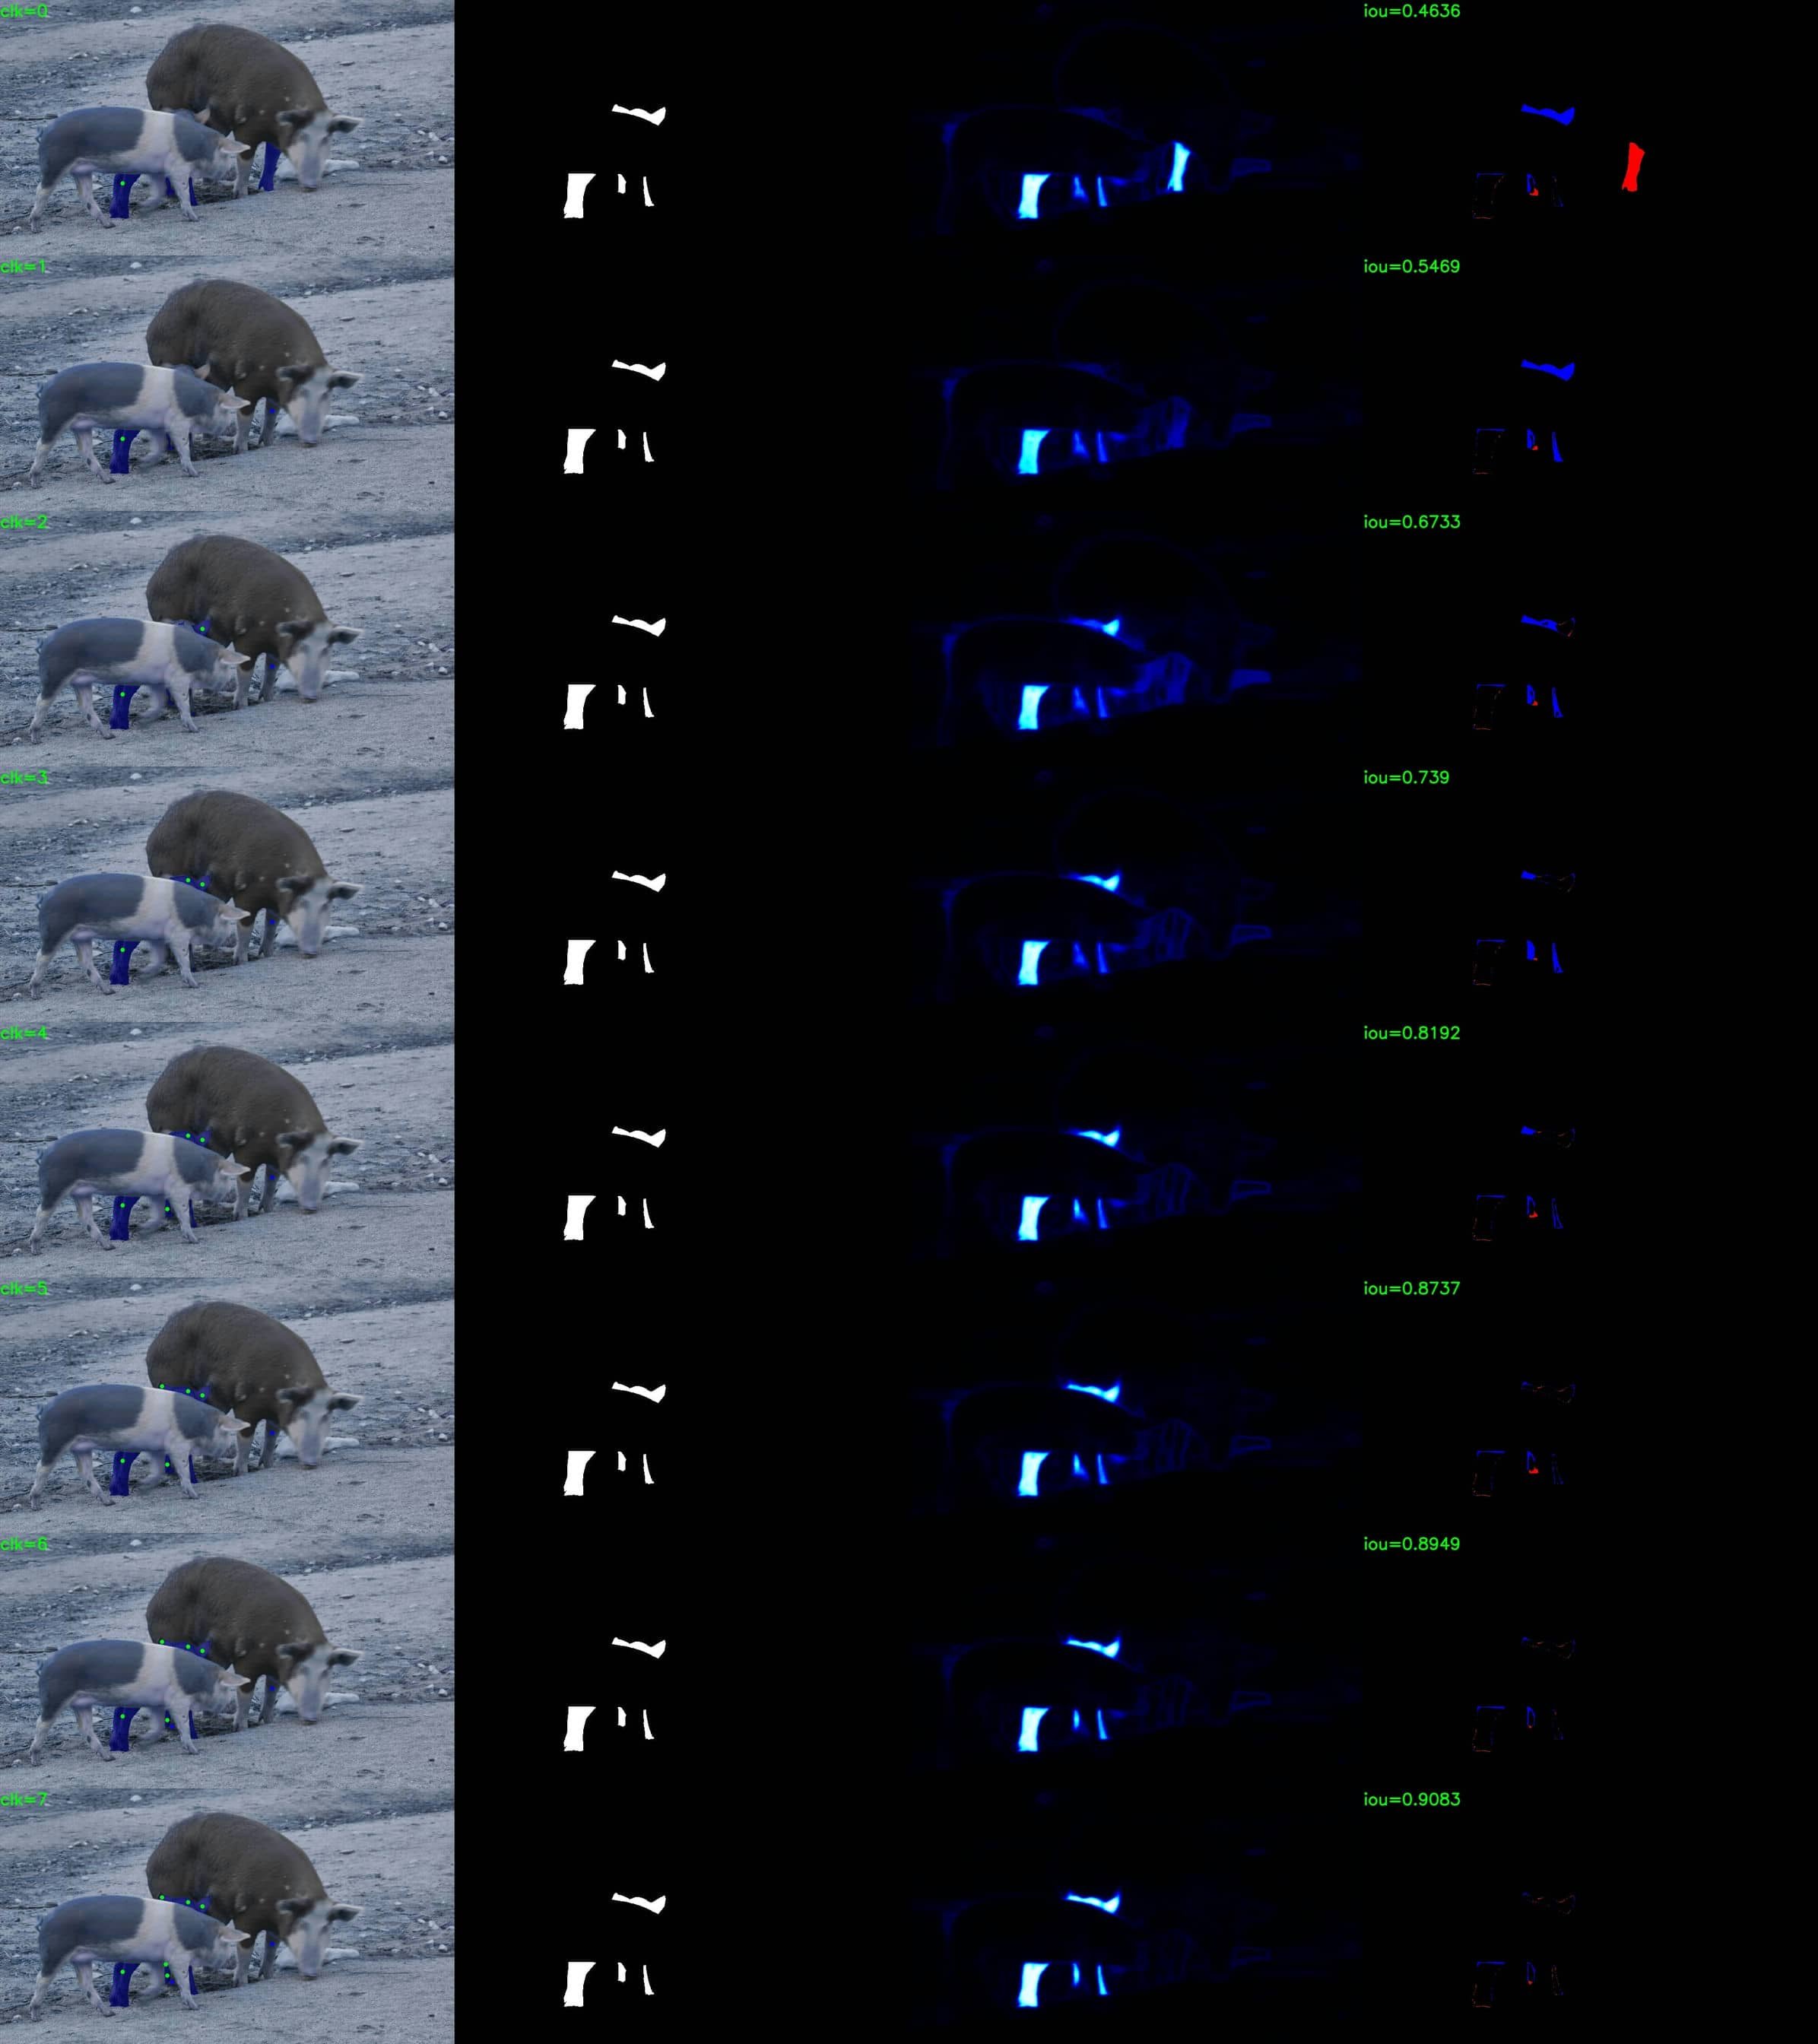 clk=0 iou=0.4636
clk=1 iou=0.5469
clk=2 iou=0.6733
clk=3 iou=0.739
clk=4 iou=0.8192
clk=5 iou=0.8737
clk=6 iou=0.8949
clk=7 iou=0.9083